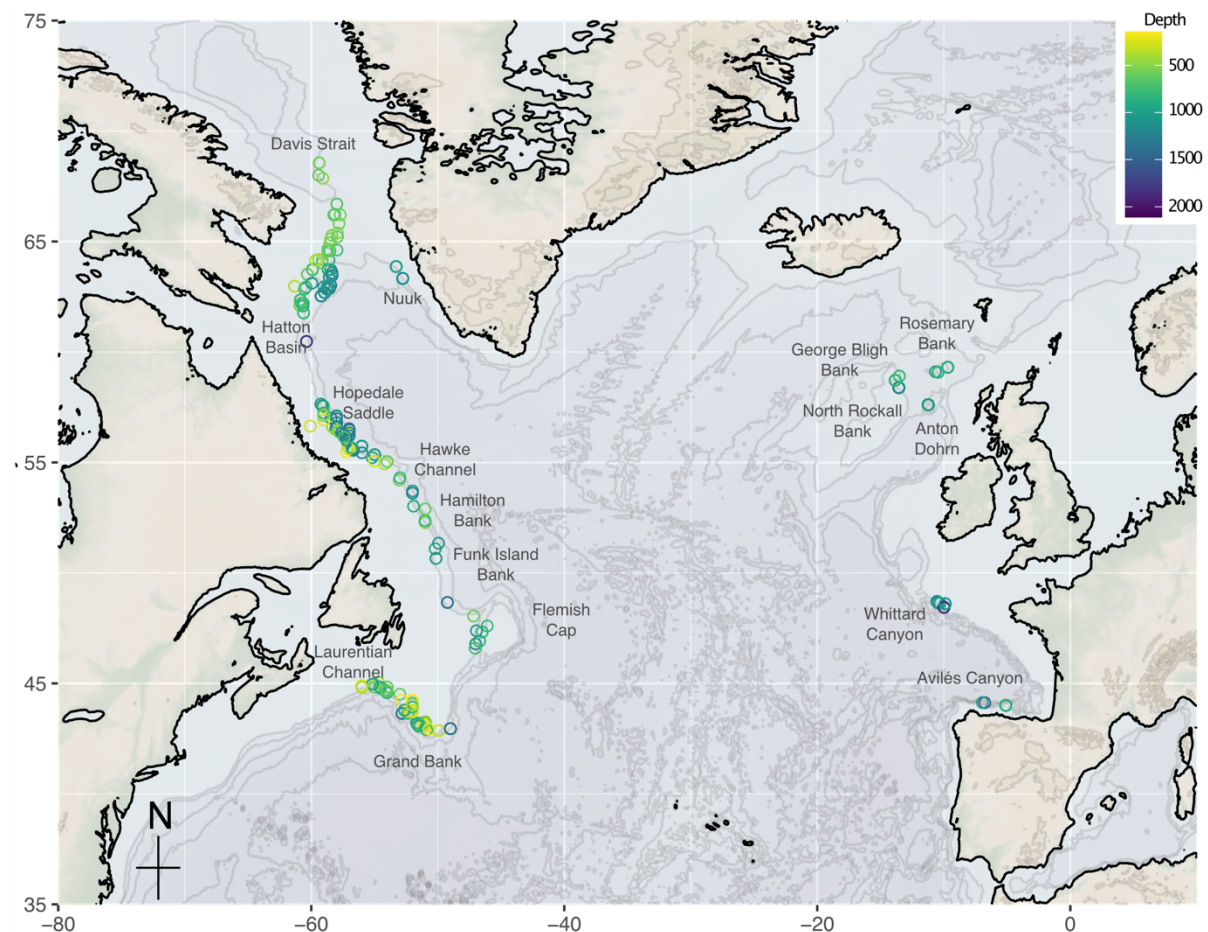 75
Depth
500
1000
1500
2000
Davis Strait
65
Nuuk
Hatton
Basin
Rosemary
Bank
George Bligh
Bank
Hopedale
Saddle
North Rockall
Bank
Anton
Dohrn
Hawke
Channel
55
Hamilton
Bank
Funk Island
Bank
Flemish
Cap
Whittard
Canyon
Laurentian
Channel
Avilés Canyon
45
Grand Bank
N
35
−80
−60
−40
−20
0